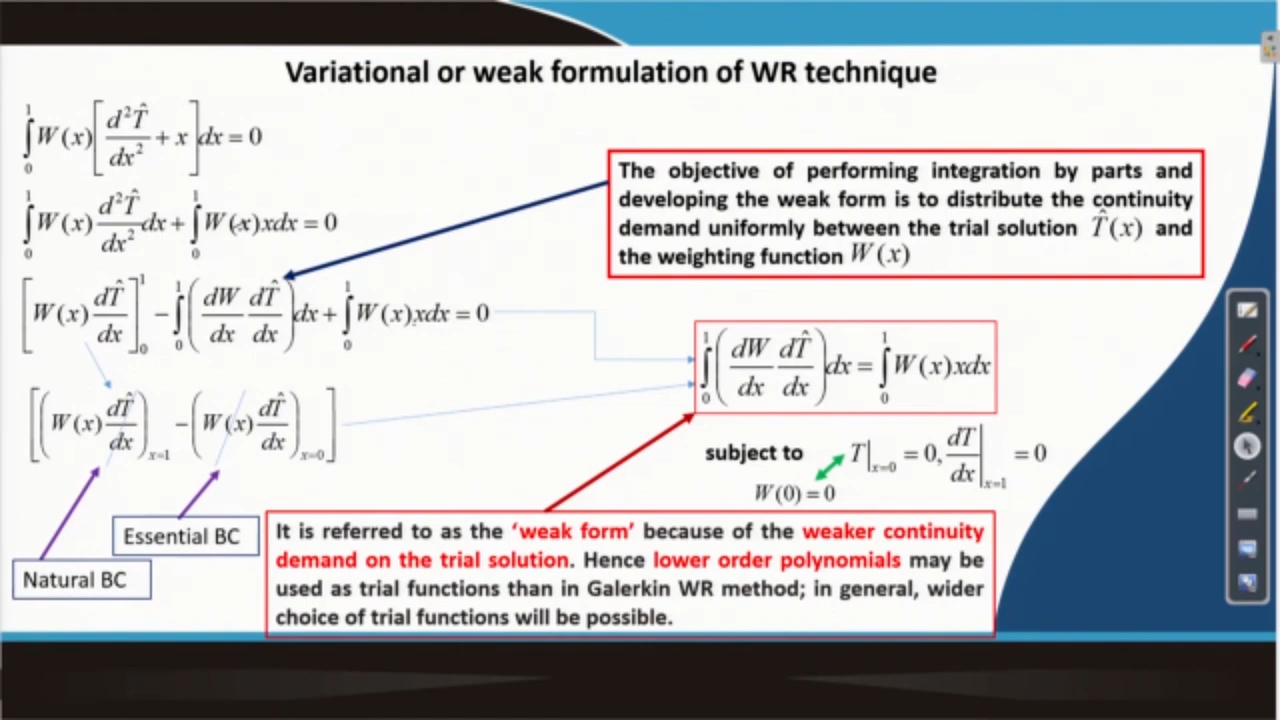 Variational or weak formulation of WR technique
∫₀¹ W(x) [d²T̂/dx² + x] dx = 0
∫₀¹ W(x) d²T̂/dx² dx + ∫₀¹ W(x)xdx = 0
[W(x) dT̂/dx]₀¹ − ∫₀¹ (dW/dx dT̂/dx) dx + ∫₀¹ W(x)xdx = 0
[(W(x) dT̂/dx)ₓ₌₁ − (W(x) dT̂/dx)ₓ₌₀]
Essential BC
Natural BC
The objective of performing integration by parts and
developing the weak form is to distribute the continuity
demand uniformly between the trial solution T̂(x) and
the weighting function W(x)
∫₀¹ (dW/dx dT̂/dx) dx = ∫₀¹ W(x)xdx
subject to T|ₓ₌₀ = 0, dT/dx|ₓ₌₁ = 0
W(0) = 0
It is referred to as the ‘weak form’ because of the weaker continuity
demand on the trial solution. Hence lower order polynomials may be
used as trial functions than in Galerkin WR method; in general, wider
choice of trial functions will be possible.